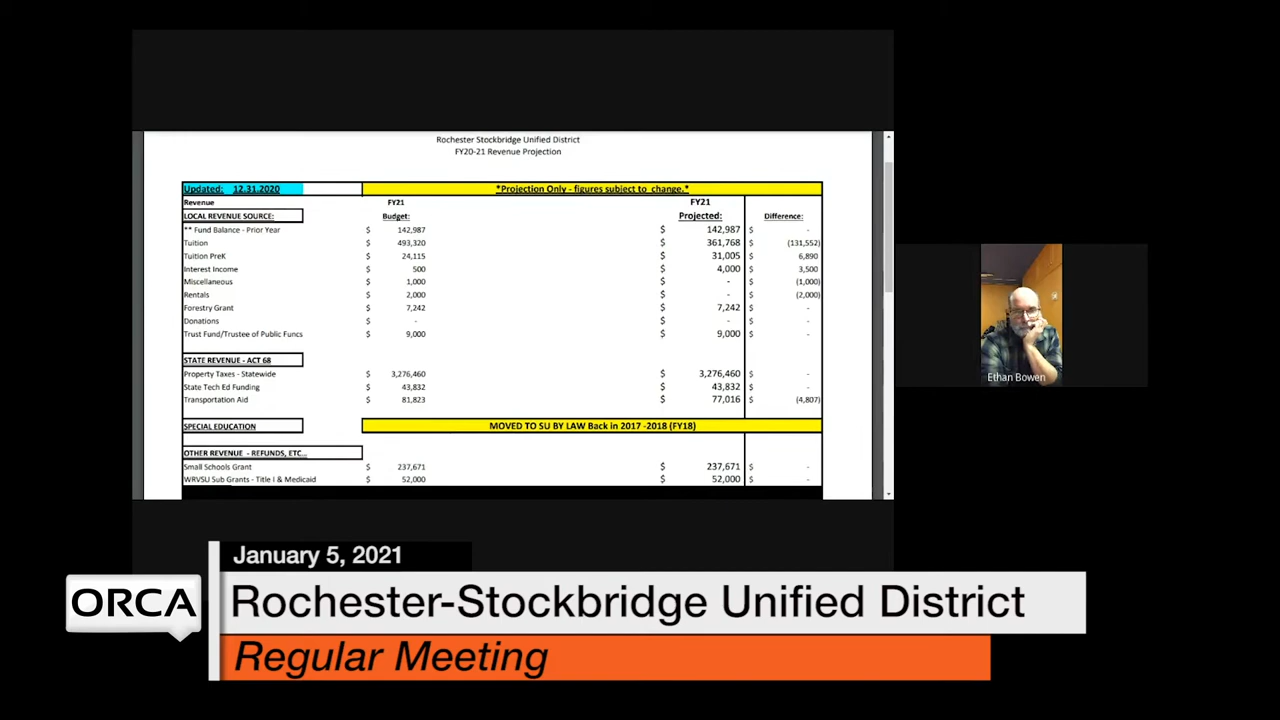 Rochester Stockbridge Unified District
FY20-21 Revenue Projection
Updated: 12.31.2020 *Projection Only - figures subject to change.*
Revenue FY21 FY21
LOCAL REVENUE SOURCE: Budget: Projected: Difference:
** Fund Balance - Prior Year $ 142,987 $ 142,987 $ -
Tuition $ 493,320 $ 361,768 $ (131,552)
Tuition PreK $ 24,115 $ 31,005 $ 6,890
Interest Income $ 500 $ 4,000 $ 3,500
Miscellaneous $ 1,000 $ - $ (1,000)
Rentals $ 2,000 $ - $ (2,000)
Forestry Grant $ 7,242 $ 7,242 $ -
Donations $ - $ - $ -
Trust Fund/Trustee of Public Funcs $ 9,000 $ 9,000 $ -
STATE REVENUE - ACT 68
Property Taxes - Statewide $ 3,276,460 $ 3,276,460 $ -
State Tech Ed Funding $ 43,832 $ 43,832 $ -
Transportation Aid $ 81,823 $ 77,016 $ (4,807)
SPECIAL EDUCATION MOVED TO SU BY LAW Back in 2017 -2018 (FY18)
OTHER REVENUE - REFUNDS, ETC...
Small Schools Grant $ 237,671 $ 237,671 $ -
WRVSU Sub Grants - Title I & Medicaid $ 52,000 $ 52,000 $ -
Ethan Bowen
January 5, 2021
ORCA
Rochester-Stockbridge Unified District
Regular Meeting